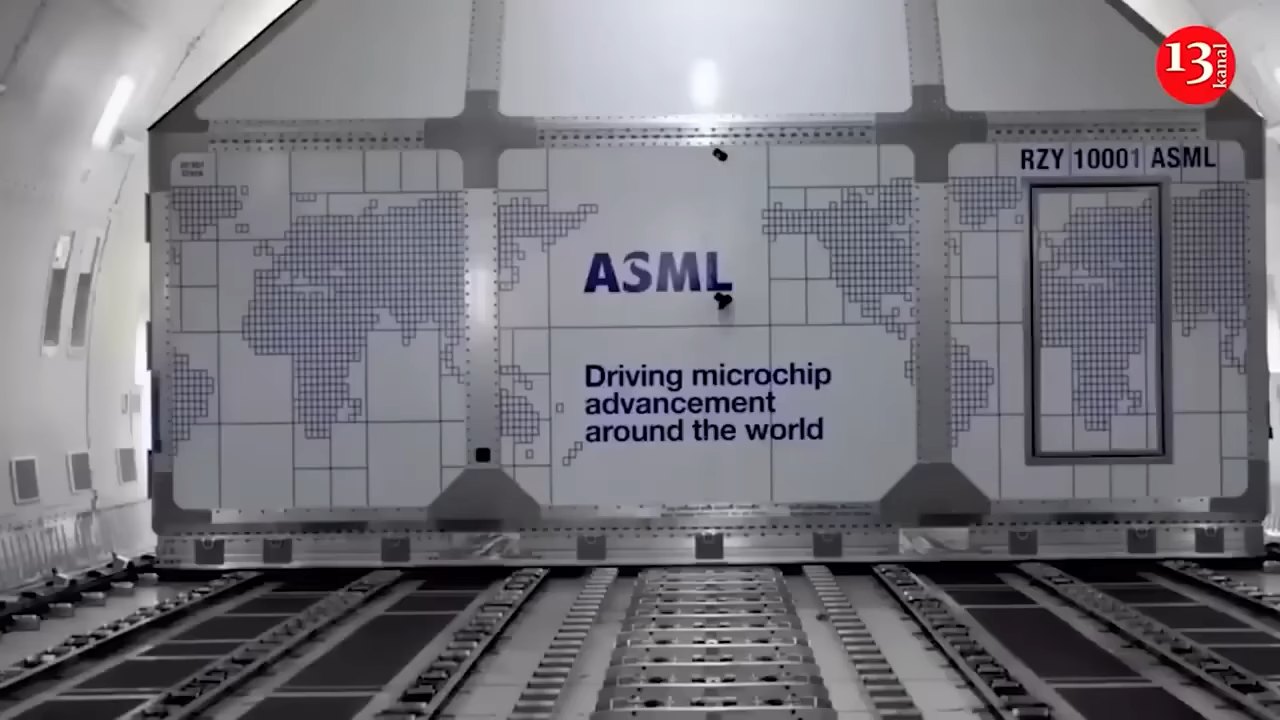 13 kanal
RZY 10001 ASML
ASML
Driving microchip
advancement
around the world